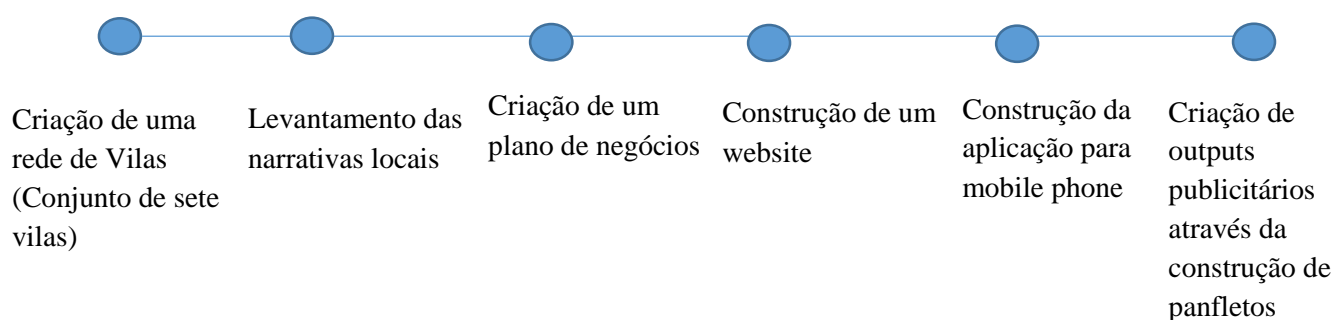 Criação de uma
rede de Vilas
(Conjunto de sete
vilas)
Levantamento das
narrativas locais
Criação de um
plano de negócios
Construção de um
website
Construção da
aplicação para
mobile phone
Criação de
outputs
publicitários
através da
construção de
panfletos